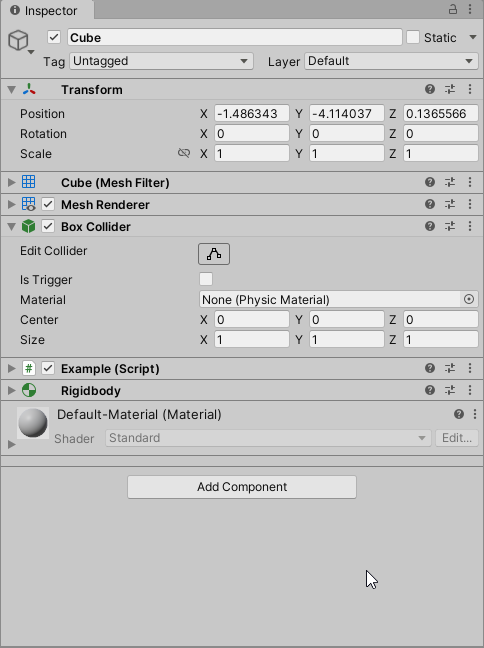 Inspector
Cube Static
Tag Untagged Layer Default
Transform
Position X -1.486343 Y -4.114037 Z 0.1365566
Rotation X 0 Y 0 Z 0
Scale X 1 Y 1 Z 1
Cube (Mesh Filter)
Mesh Renderer
Box Collider
Edit Collider
Is Trigger
Material None (Physic Material)
Center X 0 Y 0 Z 0
Size X 1 Y 1 Z 1
# Example (Script)
Rigidbody
Default-Material (Material)
Shader Standard Edit...
Add Component